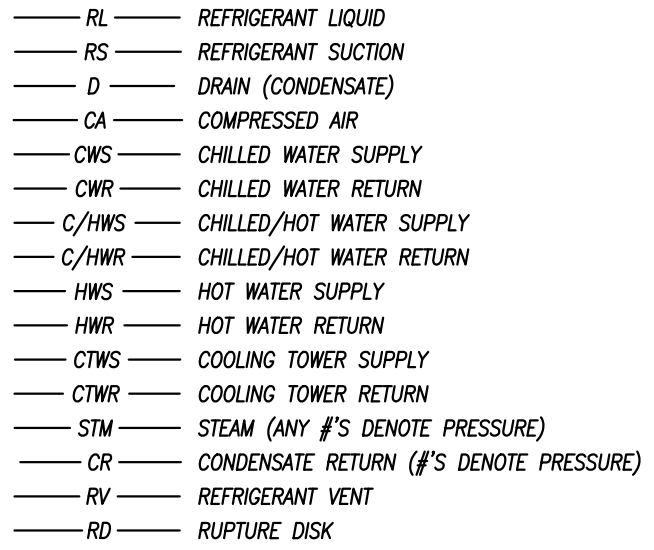 RL REFRIGERANT LIQUID
RS REFRIGERANT SUCTION
D DRAIN (CONDENSATE)
CA COMPRESSED AIR
CWS CHILLED WATER SUPPLY
CWR CHILLED WATER RETURN
C/HWS CHILLED/HOT WATER SUPPLY
C/HWR CHILLED/HOT WATER RETURN
HWS HOT WATER SUPPLY
HWR HOT WATER RETURN
CTWS COOLING TOWER SUPPLY
CTWR COOLING TOWER RETURN
STM STEAM (ANY #'S DENOTE PRESSURE)
CR CONDENSATE RETURN (#'S DENOTE PRESSURE)
RV REFRIGERANT VENT
RD RUPTURE DISK